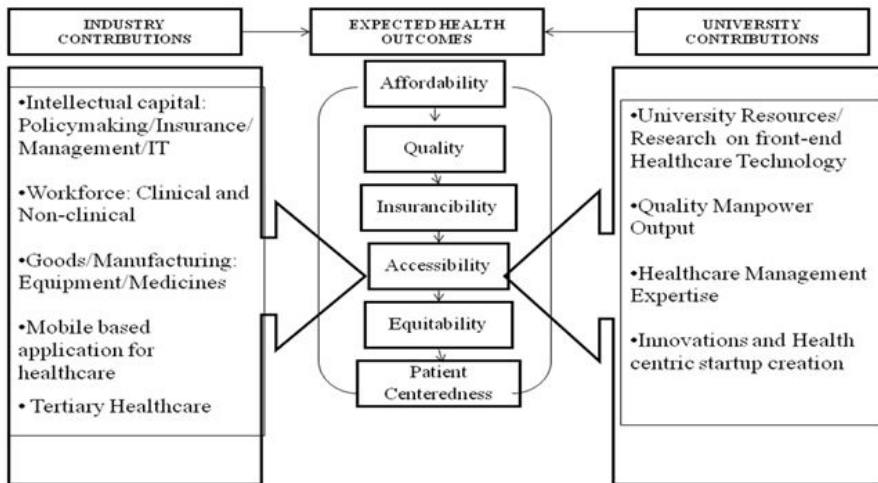 INDUSTRY
CONTRIBUTIONS
EXPECTED HEALTH
OUTCOMES
UNIVERSITY
CONTRIBUTIONS
•Intellectual capital:
Policymaking/Insurance/
Management/IT
•Workforce: Clinical and
Non-clinical
•Goods/Manufacturing:
Equipment/Medicines
•Mobile based
application for
healthcare
• Tertiary Healthcare
Affordability
Quality
Insurancibility
Accessibility
Equitability
Patient
Centeredness
•University Resources/
Research on front-end
Healthcare Technology
•Quality Manpower
Output
•Healthcare Management
Expertise
•Innovations and Health
centric startup creation